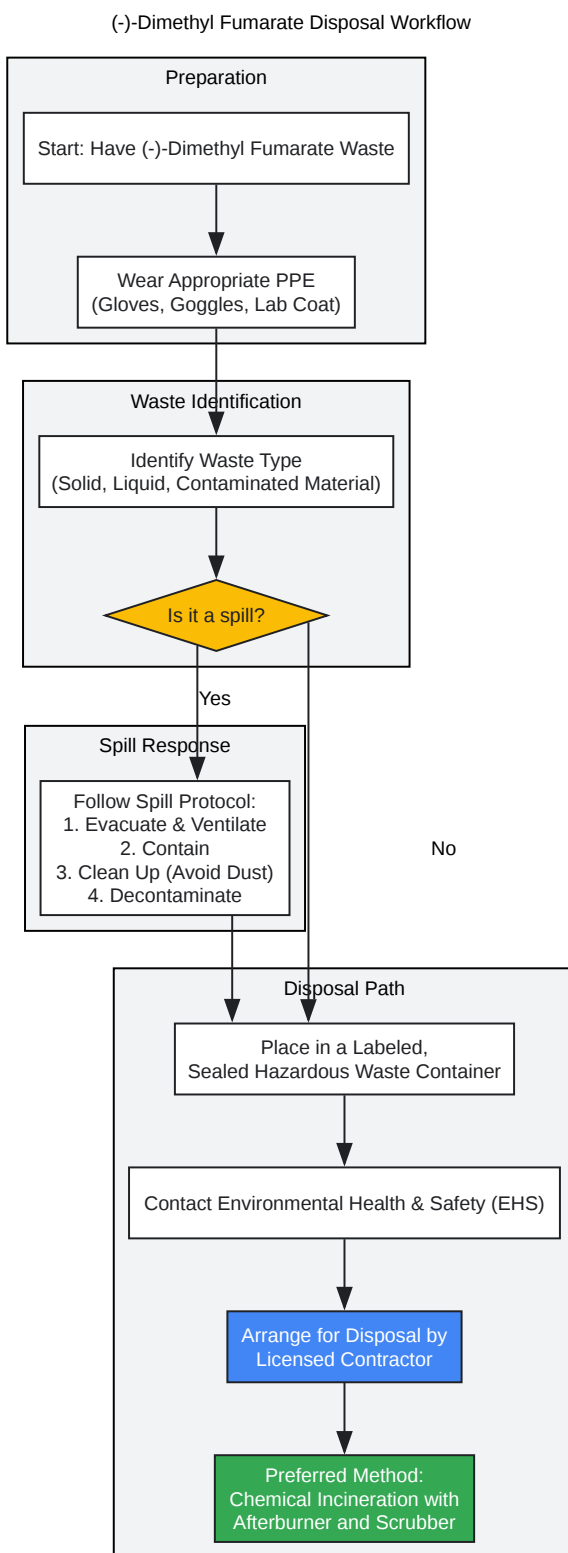 (-)-Dimethyl Fumarate Disposal Workflow
Preparation
Start: Have (-)-Dimethyl Fumarate Waste
Wear Appropriate PPE
(Gloves, Goggles, Lab Coat)
Waste Identification
Identify Waste Type
(Solid, Liquid, Contaminated Material)
Is it a spill?
Yes
Spill Response
Follow Spill Protocol:
1. Evacuate & Ventilate
2. Contain
3. Clean Up (Avoid Dust)
4. Decontaminate
No
Disposal Path
Place in a Labeled,
Sealed Hazardous Waste Container
Contact Environmental Health & Safety (EHS)
Arrange for Disposal by
Licensed Contractor
Preferred Method:
Chemical Incineration with
Afterburner and Scrubber